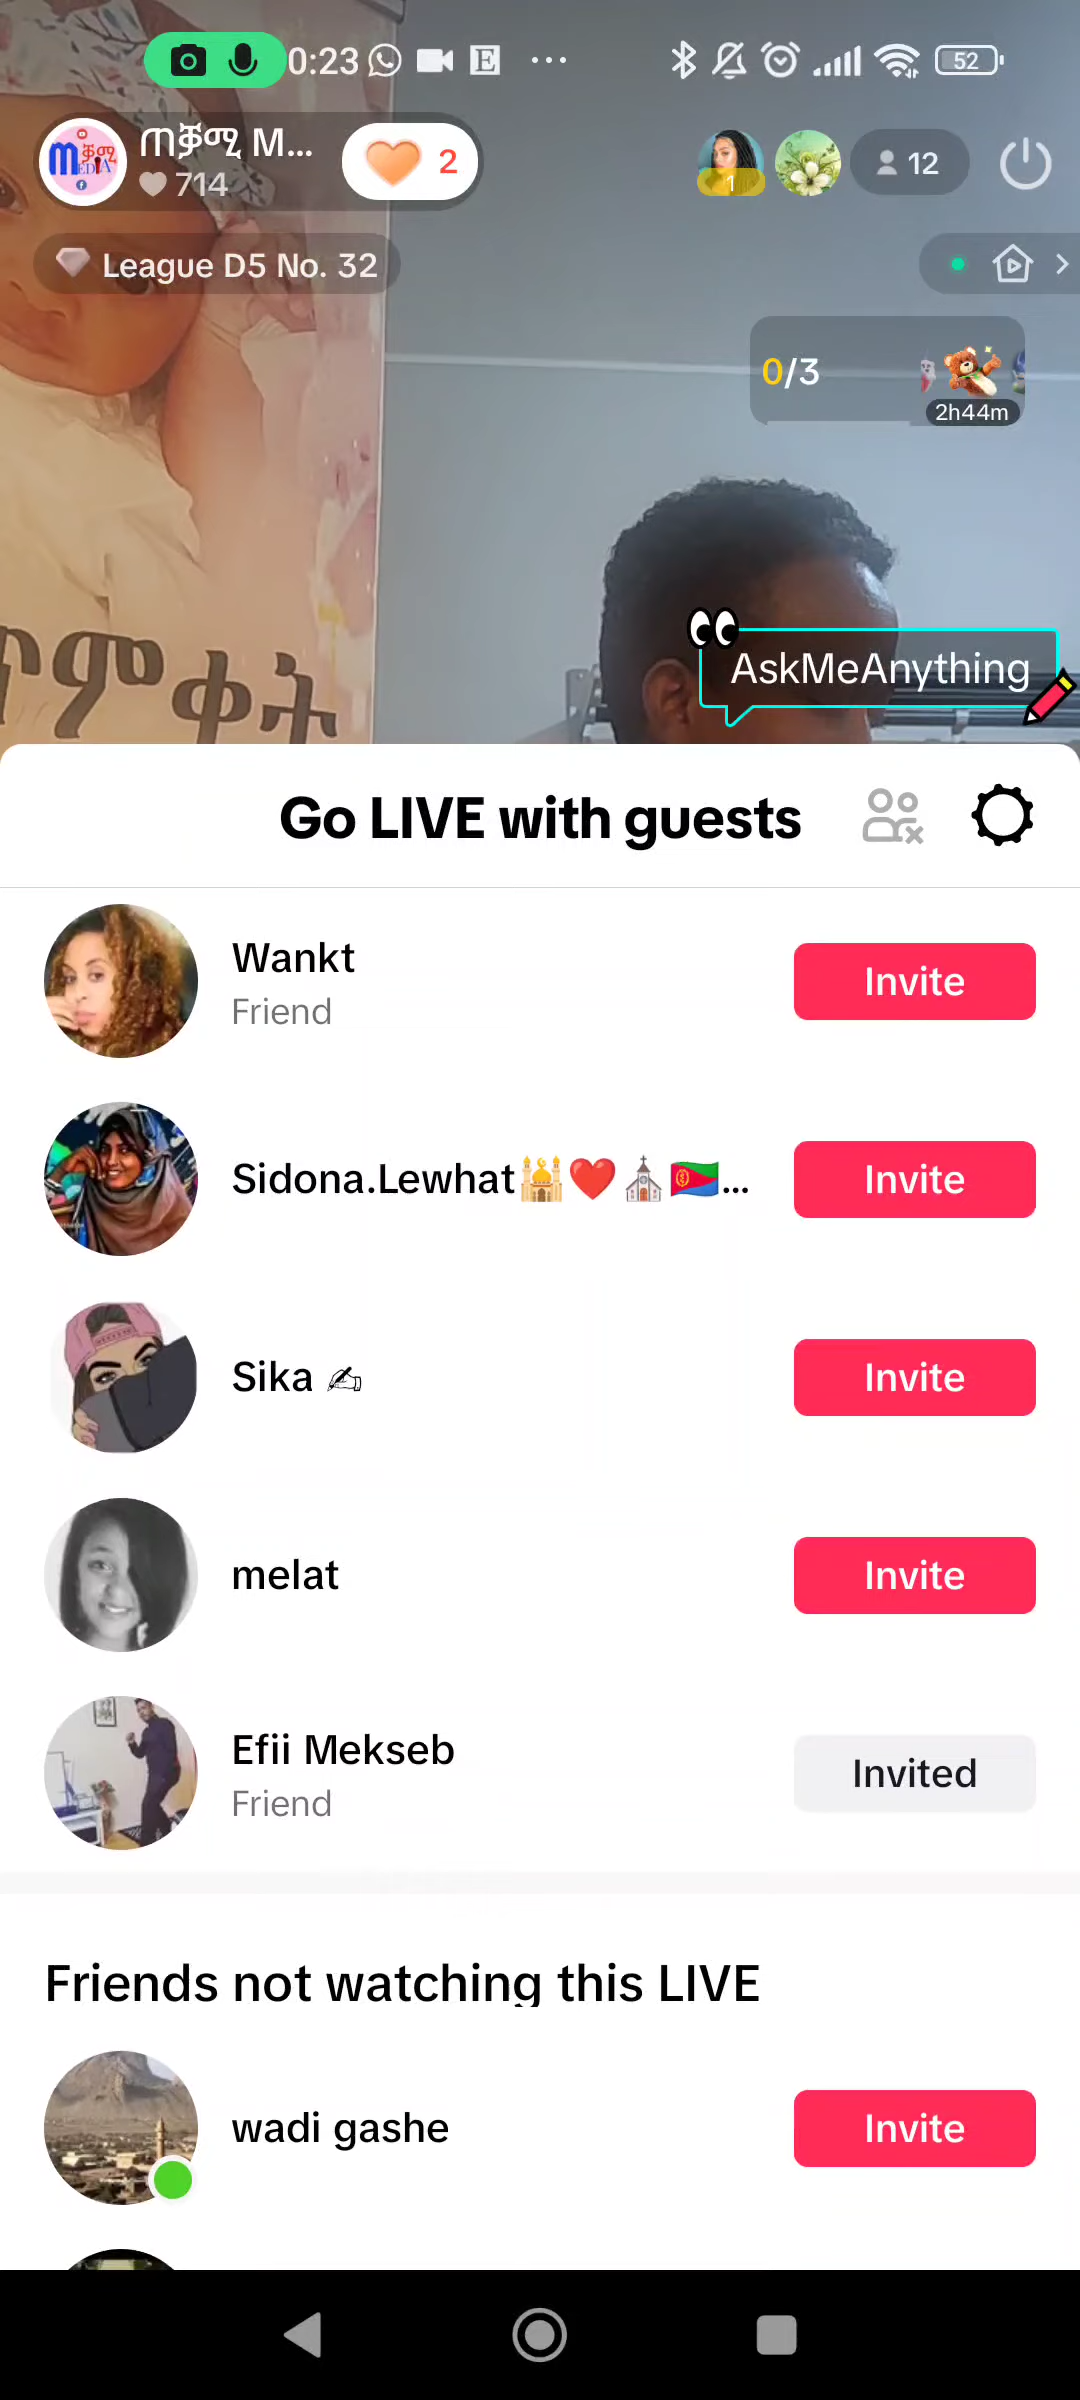 0:23
52
ጠቓሚ M...
714
2
1
12
League D5 No. 32
0/3
2h44m
ጥምቀት
AskMeAnything
Go LIVE with guests
Wankt
Friend
Invite
Sidona.Lewhat🕌❤️⛪🇪🇷...
Invite
Sika ✍
Invite
melat
Invite
Efii Mekseb
Friend
Invited
Friends not watching this LIVE
wadi gashe
Invite